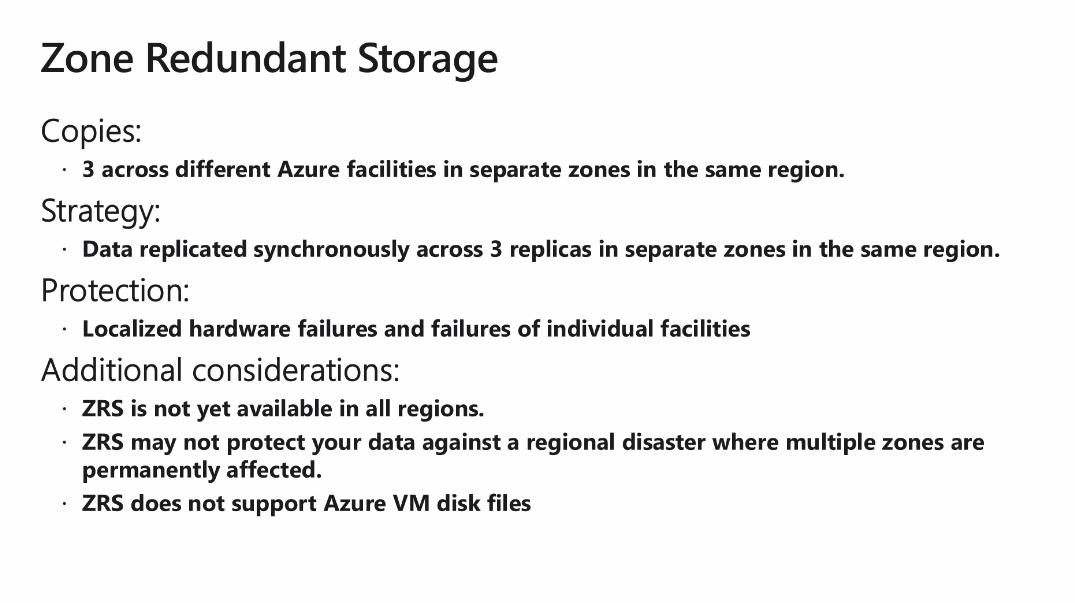 Zone Redundant Storage
Copies:
· 3 across different Azure facilities in separate zones in the same region.
Strategy:
· Data replicated synchronously across 3 replicas in separate zones in the same region.
Protection:
· Localized hardware failures and failures of individual facilities
Additional considerations:
· ZRS is not yet available in all regions.
· ZRS may not protect your data against a regional disaster where multiple zones are
permanently affected.
· ZRS does not support Azure VM disk files